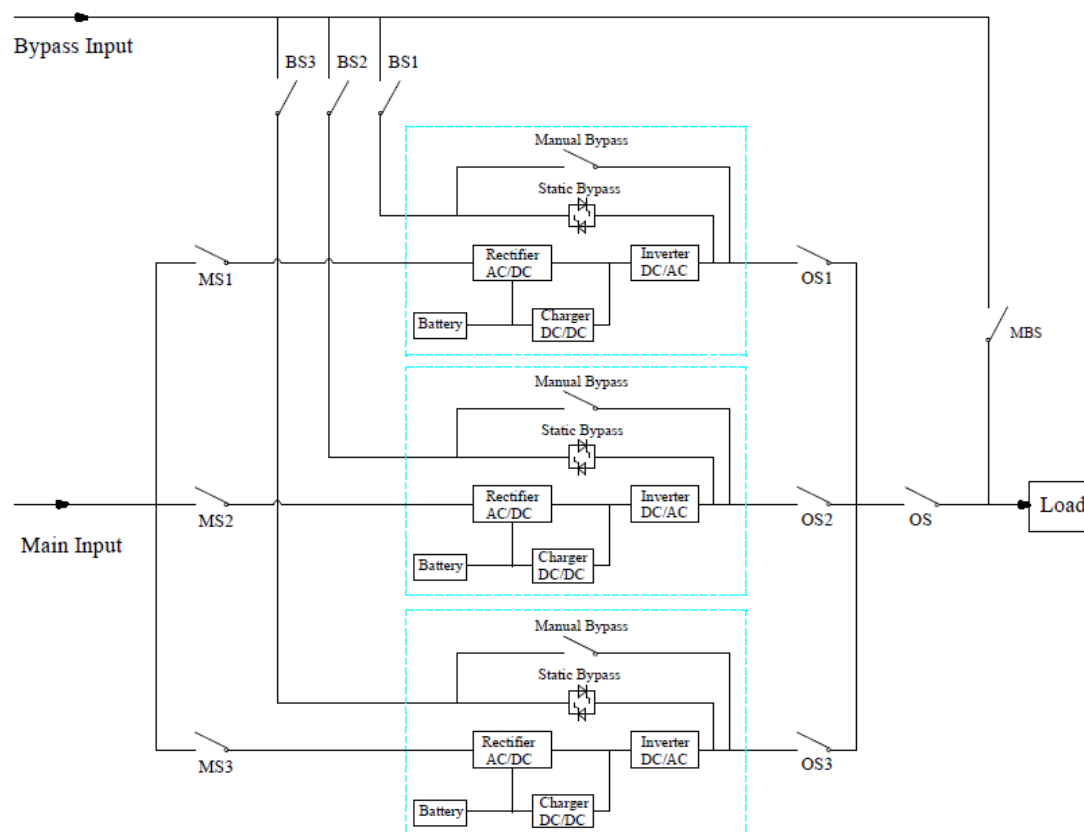 Bypass Input
BS3
BS2
BS1
Manual Bypass
Static Bypass
Rectifier
AC/DC
Inverter
DC/AC
MS1
OS1
Battery
Charger
DC/DC
MBS
Manual Bypass
Static Bypass
Rectifier
AC/DC
Inverter
DC/AC
MS2
OS2
OS
Load
Main Input
Battery
Charger
DC/DC
Manual Bypass
Static Bypass
Rectifier
AC/DC
Inverter
DC/AC
MS3
OS3
Battery
Charger
DC/DC